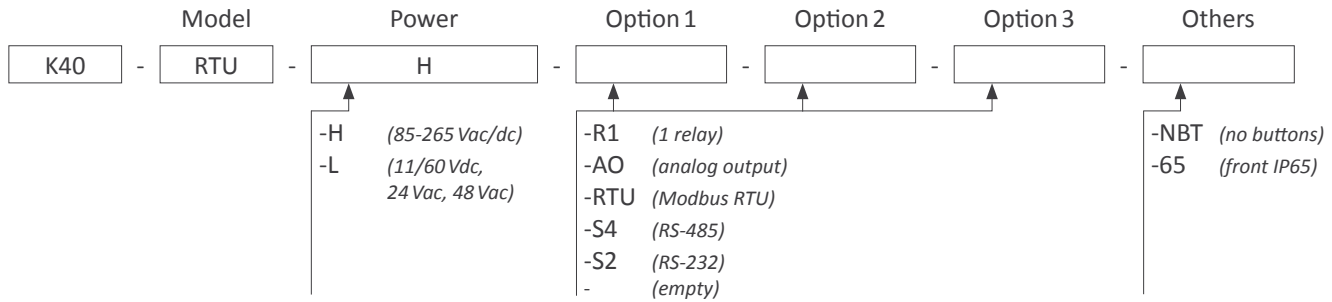 Model Power Option 1 Option 2 Option 3 Others
K40 - RTU - H - - - -
-H (85-265 Vac/dc)
-L (11/60 Vdc,
24 Vac, 48 Vac)
-R1 (1 relay)
-AO (analog output)
-RTU (Modbus RTU)
-S4 (RS-485)
-S2 (RS-232)
- (empty)
-NBT (no buttons)
-65 (front IP65)